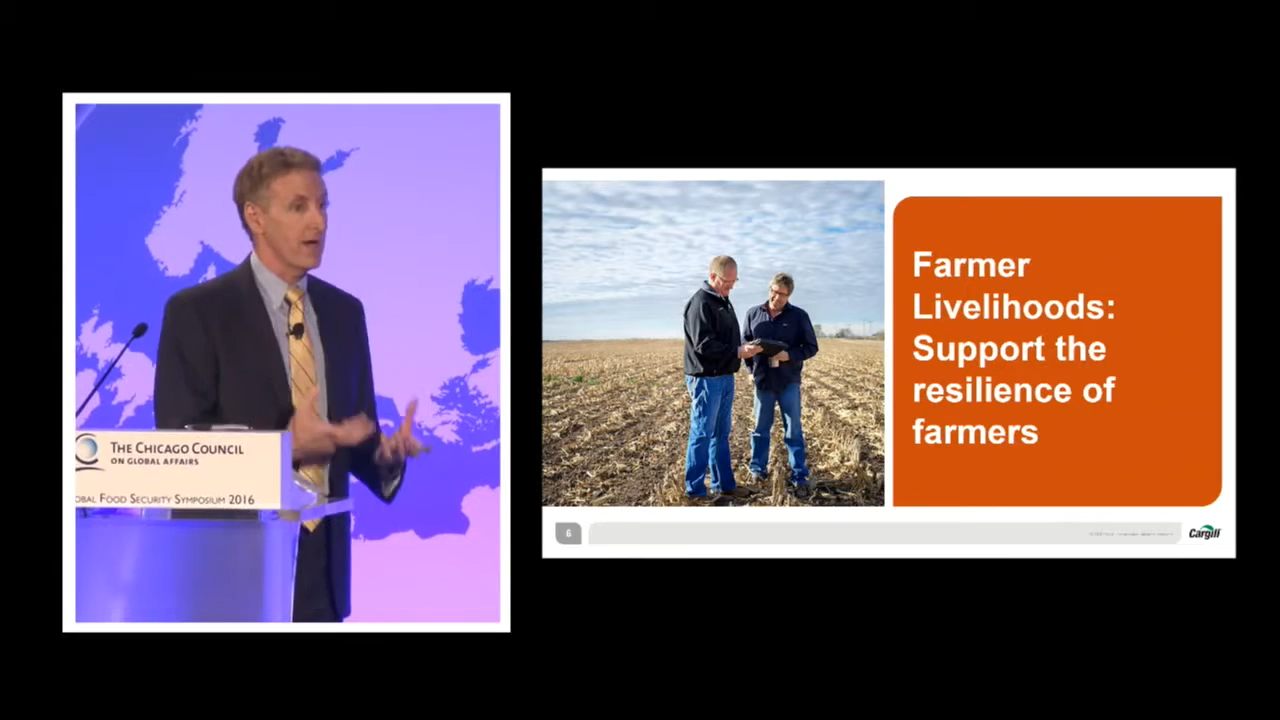 THE CHICAGO COUNCIL
ON GLOBAL AFFAIRS
OBAL FOOD SECURITY SYMPOSIUM 2016
Farmer
Livelihoods:
Support the
resilience of
farmers
6
Cargill